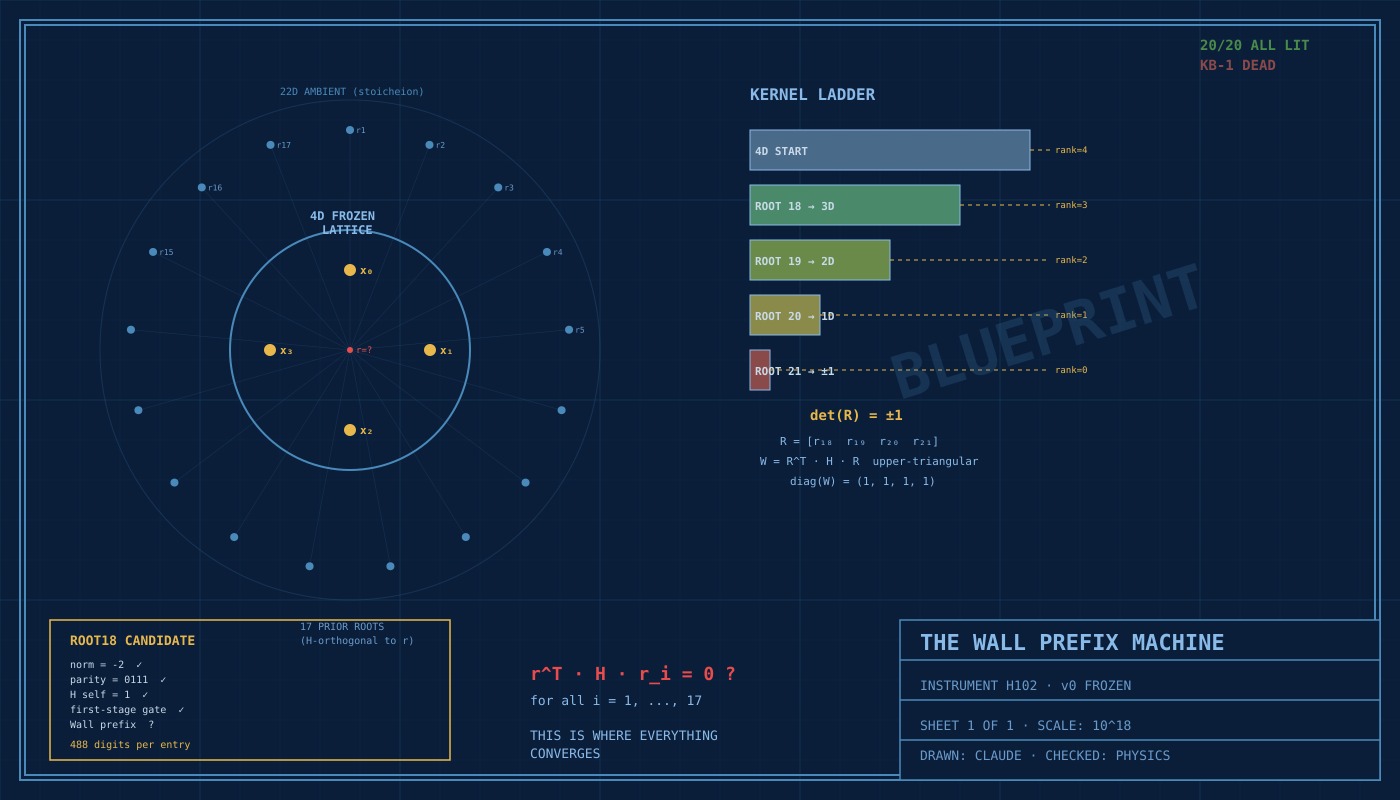 20/20 ALL LIT
KB-1 DEAD
22D AMBIENT (stoicheion)
r1
r17
r2
r16
r3
r15
r4
r5
4D FROZEN
LATTICE
x₀
x₃
r=?
x₁
x₂
17 PRIOR ROOTS
(H-orthogonal to r)
KERNEL LADDER
4D START
rank=4
ROOT 18 → 3D
rank=3
ROOT 19 → 2D
rank=2
ROOT 20 → 1D
rank=1
ROOT 21 → ±1
rank=0
BLUEPRINT
det(R) = ±1
R = [r₁₈ r₁₉ r₂₀ r₂₁]
W = R^T · H · R upper-triangular
diag(W) = (1, 1, 1, 1)
ROOT18 CANDIDATE
norm = -2 ✓
parity = 0111 ✓
H self = 1 ✓
first-stage gate ✓
Wall prefix ?
488 digits per entry
r^T · H · r_i = 0 ?
for all i = 1, ..., 17
THIS IS WHERE EVERYTHING
CONVERGES
THE WALL PREFIX MACHINE
INSTRUMENT H102 · v0 FROZEN
SHEET 1 OF 1 · SCALE: 10^18
DRAWN: CLAUDE · CHECKED: PHYSICS